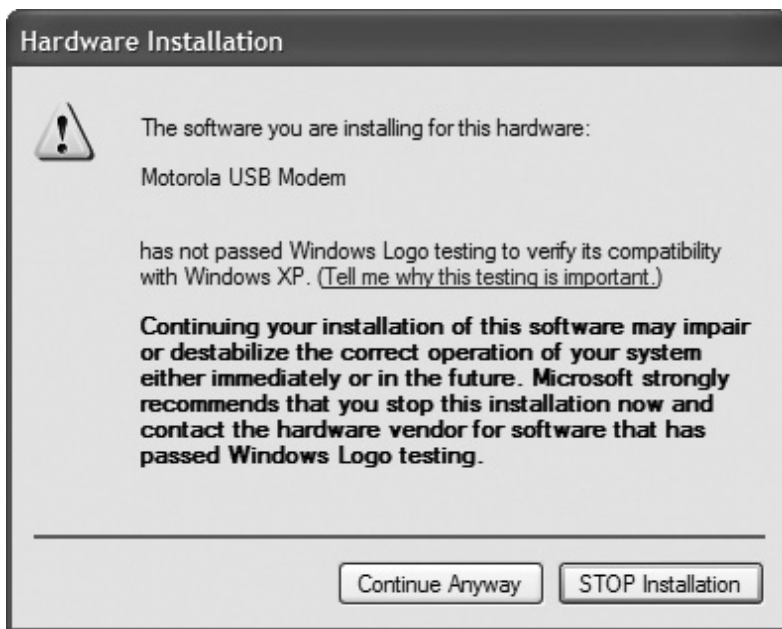 Hardware Installation
The software you are installing for this hardware:
Motorola USB Modem
has not passed Windows Logo testing to verify its compatibility
with Windows XP. (Tell me why this testing is important.)
Continuing your installation of this software may impair
or destabilize the correct operation of your system
either immediately or in the future. Microsoft strongly
recommends that you stop this installation now and
contact the hardware vendor for software that has
passed Windows Logo testing.
Continue Anyway
STOP Installation